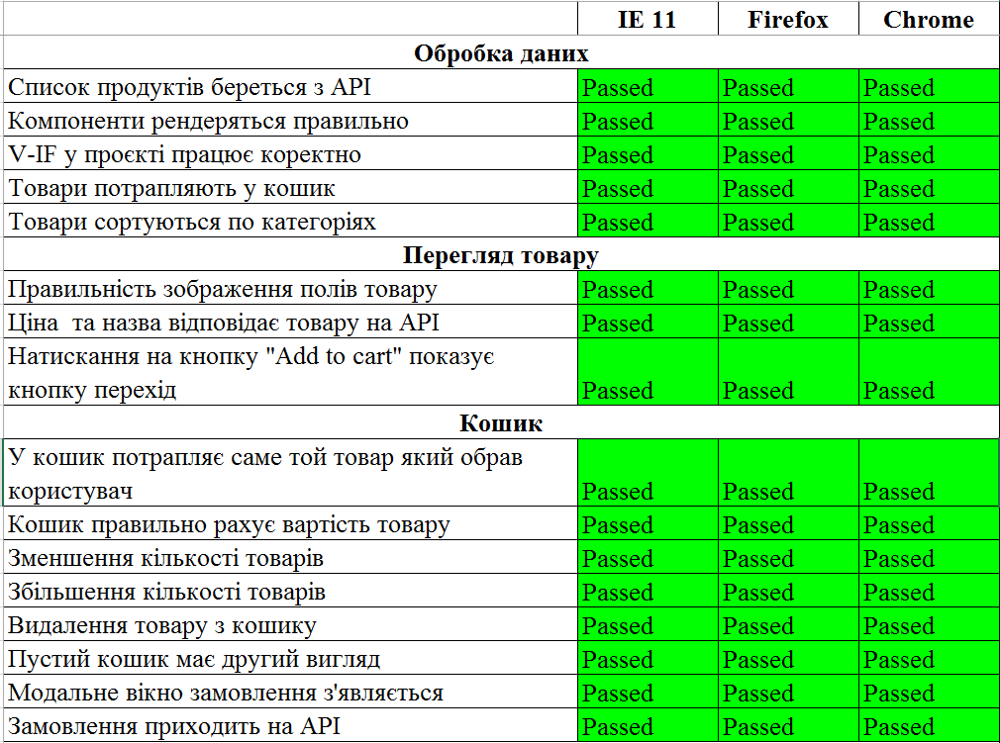 IE 11 Firefox Chrome
Обробка даних
Список продуктів береться з API Passed Passed Passed
Компоненти рендеряться правильно Passed Passed Passed
V-IF у проєкті працює коректно Passed Passed Passed
Товари потрапляють у кошик Passed Passed Passed
Товари сортуються по категоріях Passed Passed Passed
Перегляд товару
Правильність зображення полів товару Passed Passed Passed
Ціна  та назва відповідає товару на API Passed Passed Passed
Натискання на кнопку "Add to cart" показує
кнопку перехід Passed Passed Passed
Кошик
У кошик потрапляє саме той товар який обрав
користувач Passed Passed Passed
Кошик правильно рахує вартість товару Passed Passed Passed
Зменшення кількості товарів Passed Passed Passed
Збільшення кількості товарів Passed Passed Passed
Видалення товару з кошику Passed Passed Passed
Пустий кошик має другий вигляд Passed Passed Passed
Модальне вікно замовлення з'являється Passed Passed Passed
Замовлення приходить на API Passed Passed Passed